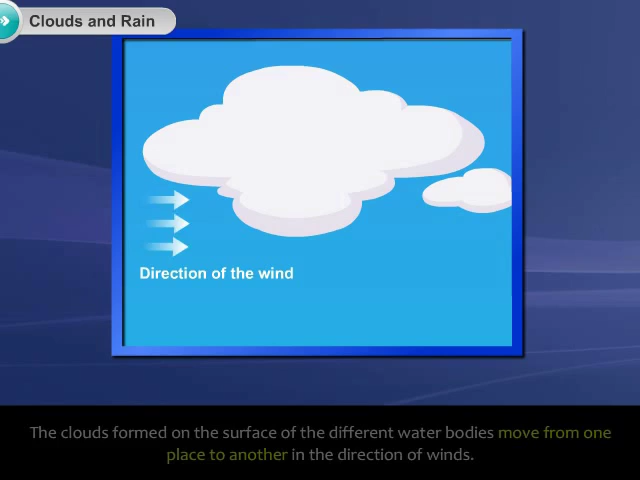 Clouds and Rain
Direction of the wind
The clouds formed on the surface of the different water bodies move from one
place to another in the direction of winds.